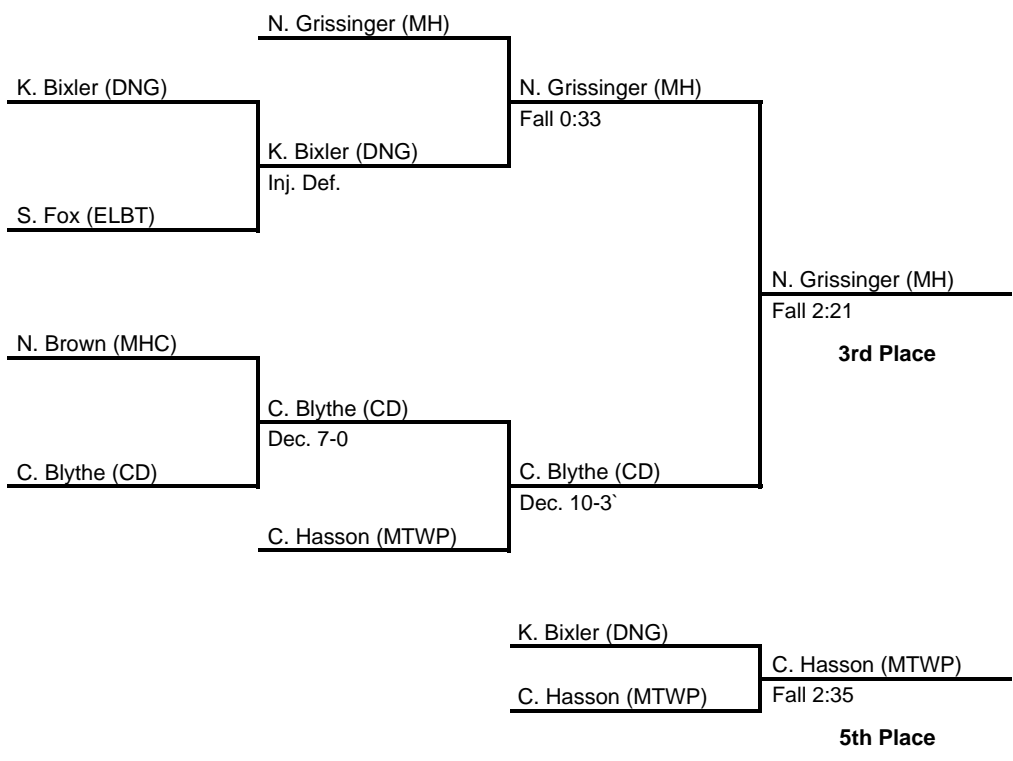 N. Grissinger (MH)
K. Bixler (DNG)
N. Grissinger (MH)
Fall 0:33
K. Bixler (DNG)
Inj. Def.
S. Fox (ELBT)
N. Grissinger (MH)
Fall 2:21
N. Brown (MHC)
3rd Place
C. Blythe (CD)
Dec. 7-0
C. Blythe (CD)
C. Blythe (CD)
Dec. 10-3`
C. Hasson (MTWP)
K. Bixler (DNG)
C. Hasson (MTWP)
C. Hasson (MTWP)
Fall 2:35
5th Place